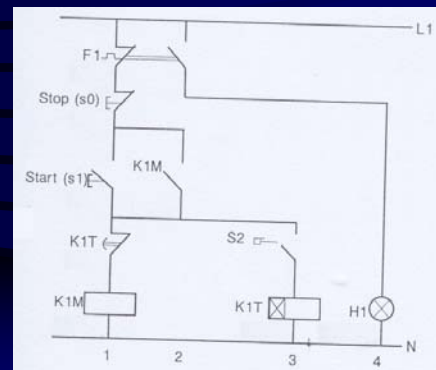 L1
F1
Stop (s0)
K1M
Start (s1)
K1T
S2
K1M
K1T
H1
N
1
2
3
4